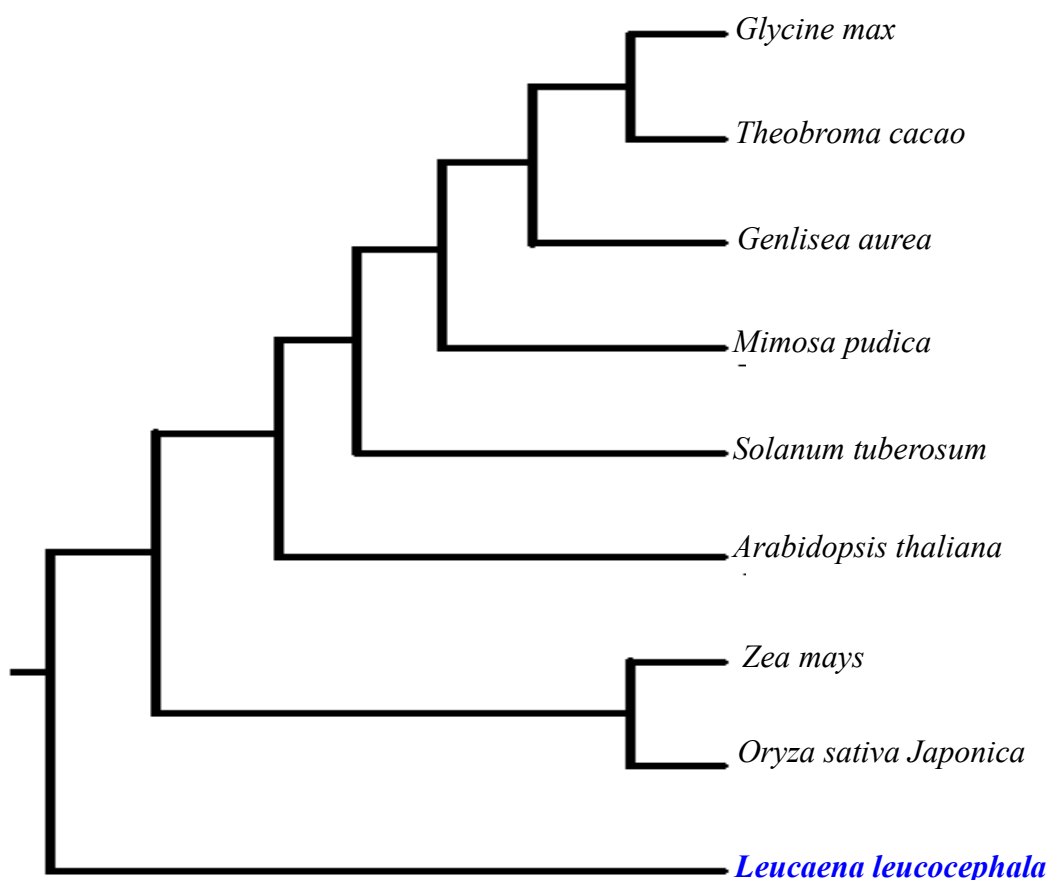 Glycine max
Theobroma cacao
Genlisea aurea
Mimosa pudica
Solanum tuberosum
Arabidopsis thaliana
Zea mays
Oryza sativa Japonica
Leucaena leucocephala